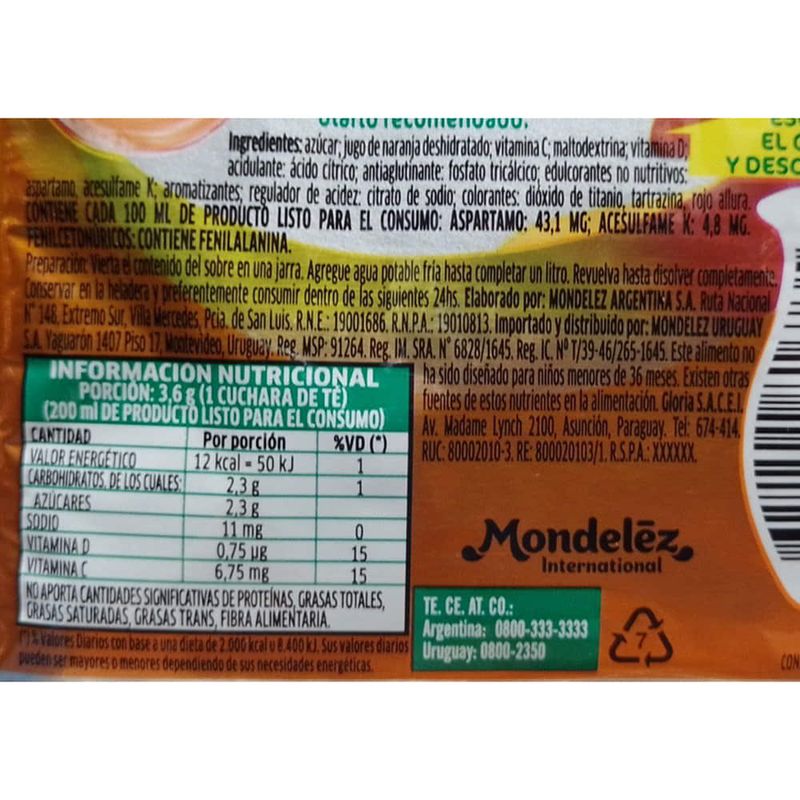 Ingredientes: azúcar; jugo de naranja deshidratado; vitamina C; maltodextrina; vitamina D;
acidulante: ácido cítrico; antiaglutinante: fosfato tricálcico; edulcorantes no nutritivos:
aspartamo, acesulfame K; aromatizantes; regulador de acidez: citrato de sodio; colorantes: dióxido de titanio, tartrazina, rojo allura.
CONTIENE CADA 100 ML DE PRODUCTO LISTO PARA EL CONSUMO: ASPARTAMO: 43,1 MG; ACESULFAME K: 4,8 MG.
FENILCETONÚRICOS: CONTIENE FENILALANINA.
Preparación: Vierta el contenido del sobre en una jarra. Agregue agua potable fría hasta completar un litro. Revuelva hasta disolver completamente.
Conservar en la heladera y preferentemente consumir dentro de las siguientes 24hs. Elaborado por: MONDELEZ ARGENTINA S.A. Ruta Nacional
N° 146, Extremo Sur, Villa Mercedes, Pcia. de San Luis. R.N.E.: 19001686. R.N.P.A.: 19010813. Importado y distribuido por: MONDELEZ URUGUAY
S.A. Yaguarón 1407 Piso 17, Montevideo, Uruguay. Reg. MSP: 91264. Reg. IM. SRA. N° 6828/1645. Reg. IC. N° T/39-46/265-1645. Este alimento no
ha sido diseñado para niños menores de 36 meses. Existen otras
fuentes de estos nutrientes en la alimentación. Gloria S.A.C.E.I.
Av. Madame Lynch 2100, Asunción, Paraguay. Tel: 674-414.
RUC: 80002010-3. RE: 800020103/1. R.S.P.A.: XXXXXX.
INFORMACIÓN NUTRICIONAL
PORCIÓN: 3,6 g (1 CUCHARA DE TÉ)
(200 ml DE PRODUCTO LISTO PARA EL CONSUMO)
CANTIDAD Por porción %VD (*)
VALOR ENERGÉTICO 12 kcal = 50 kJ 1
CARBOHIDRATOS, DE LOS CUALES: 2,3 g 1
AZÚCARES 2,3 g
SODIO 11 mg 0
VITAMINA D 0,75 µg 15
VITAMINA C 6,75 mg 15
NO APORTA CANTIDADES SIGNIFICATIVAS DE PROTEÍNAS, GRASAS TOTALES,
GRASAS SATURADAS, GRASAS TRANS, FIBRA ALIMENTARIA.
(*) % Valores Diarios con base a una dieta de 2.000 kcal u 8.400 kJ. Sus valores diarios
pueden ser mayores o menores dependiendo de sus necesidades energéticas.
Mondelēz
International
TE. CE. AT. CO.:
Argentina: 0800-333-3333
Uruguay: 0800-2350
7
EL
Y DESC
CON